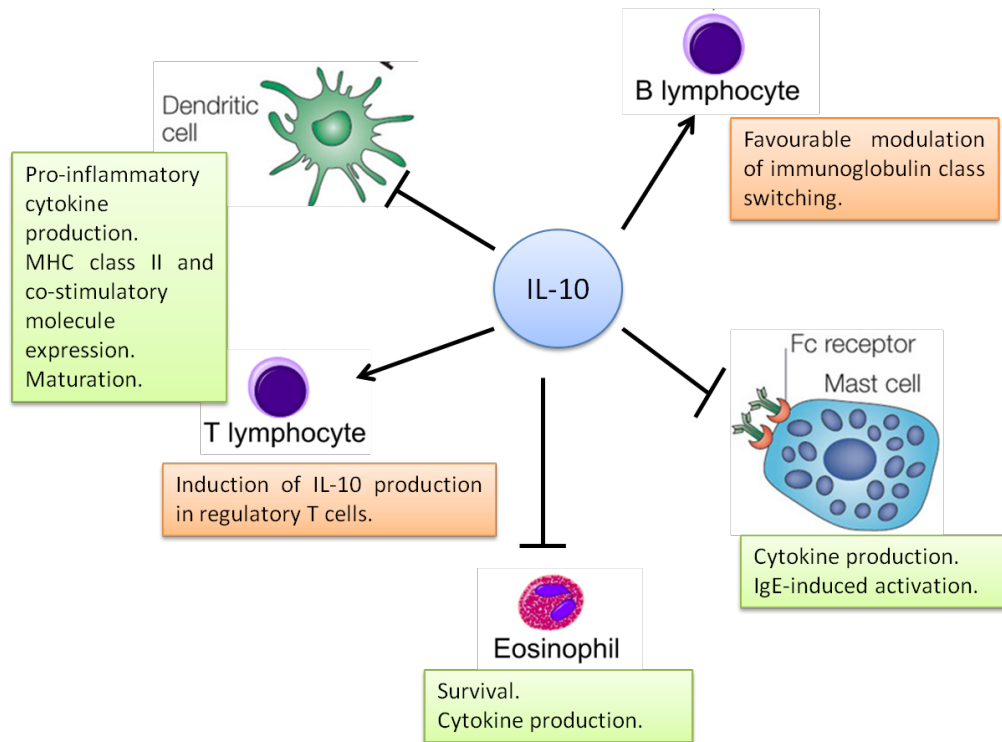 Dendritic
cell
Pro-inflammatory
cytokine
production.
MHC class II and
co-stimulatory
molecule
expression.
Maturation.
B lymphocyte
Favourable modulation
of immunoglobulin class
switching.
IL-10
Fc receptor
Mast cell
Cytokine production.
IgE-induced activation.
T lymphocyte
Induction of IL-10 production
in regulatory T cells.
Eosinophil
Survival.
Cytokine production.